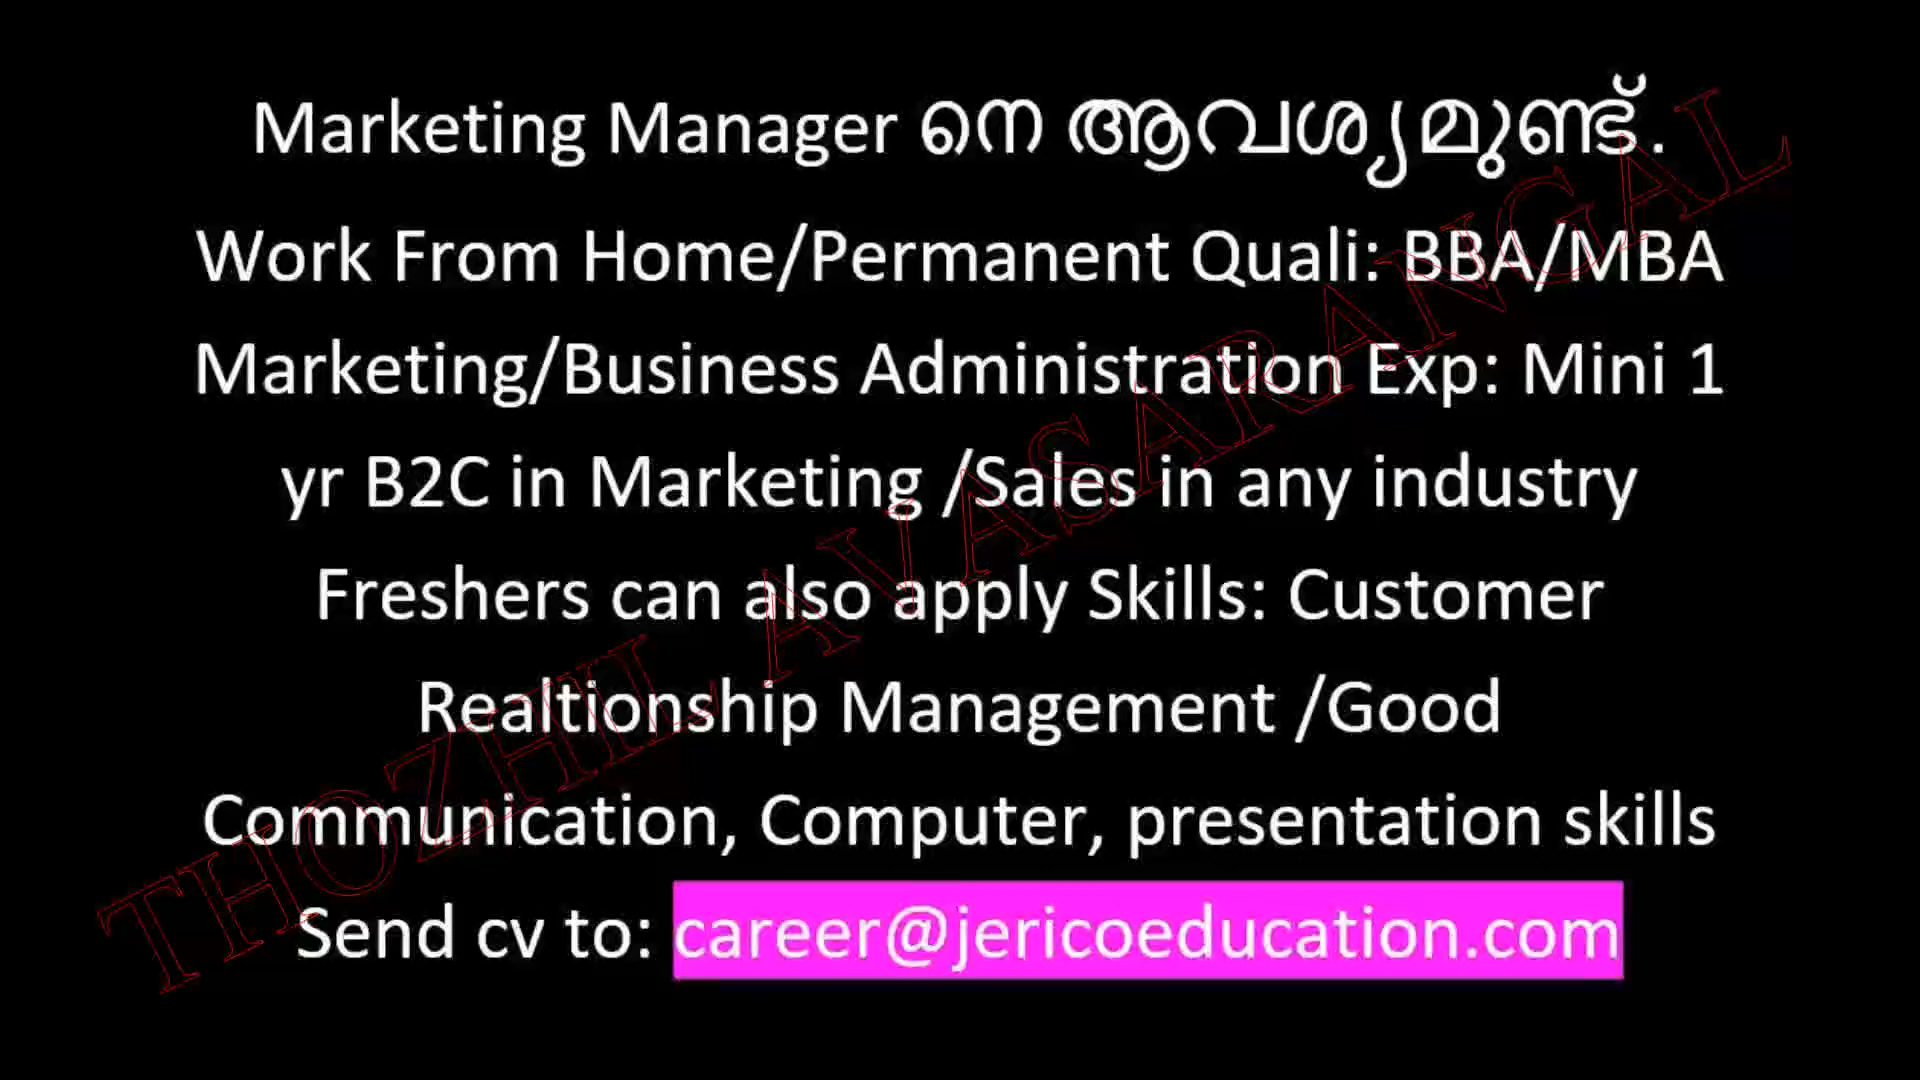 Marketing Manager നെ ആവശ്യമുണ്ട്.
Work From Home/Permanent Quali: BBA/MBA
Marketing/Business Administration Exp: Mini 1
yr B2C in Marketing /Sales in any industry
Freshers can also apply Skills: Customer
Realtionship Management /Good
Communication, Computer, presentation skills
Send cv to: career@jericoeducation.com
THOZHIL AVASARANGAL